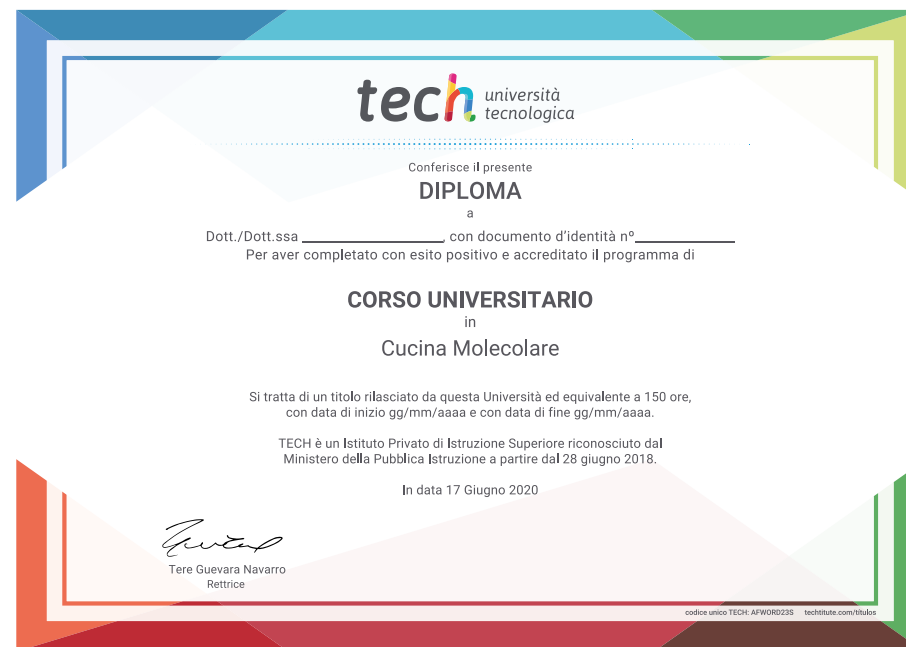 tech università
tecnologica
Conferisce il presente
DIPLOMA
a
Dott./Dott.ssa ____________________, con documento d'identità nº______________
Per aver completato con esito positivo e accreditato il programma di
CORSO UNIVERSITARIO
in
Cucina Molecolare
Si tratta di un titolo rilasciato da questa Università ed equivalente a 150 ore,
con data di inizio gg/mm/aaaa e con data di fine gg/mm/aaaa.
TECH è un Istituto Privato di Istruzione Superiore riconosciuto dal
Ministero della Pubblica Istruzione a partire dal 28 giugno 2018.
In data 17 Giugno 2020
Tere Guevara Navarro
Rettrice
codice unico TECH: AFWORD23S techtitute.com/titulos